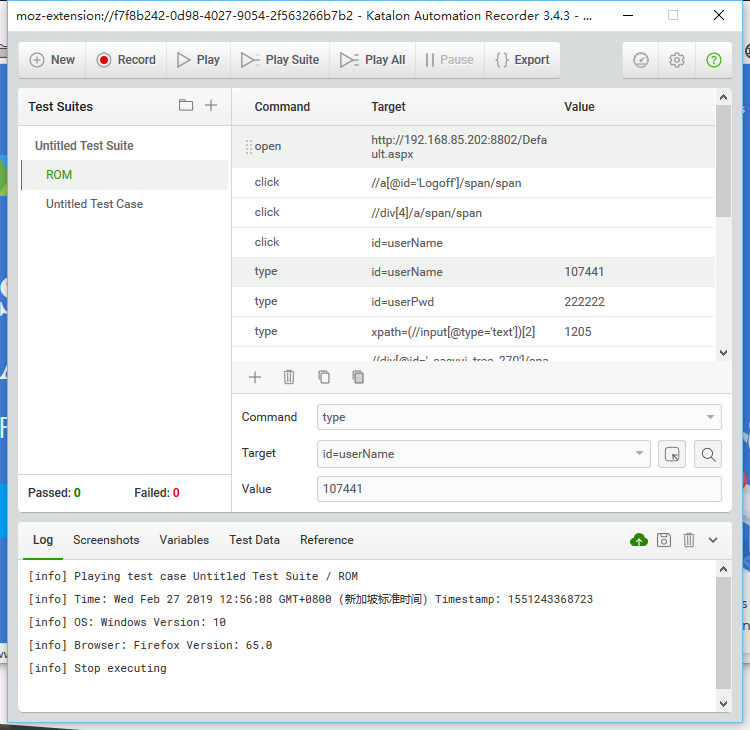 moz-extension://f7f8b242-0d98-4027-9054-2f563266b7b2 - Katalon Automation Recorder 3.4.3 - ...
New Record Play Play Suite Play All Pause Export
Test Suites
Untitled Test Suite
ROM
Untitled Test Case
Passed: 0 Failed: 0
Command Target Value
open http://192.168.85.202:8802/Defa
ult.aspx
click //a[@id='Logoff']/span/span
click //div[4]/a/span/span
click id=userName
type id=userName 107441
type id=userPwd 222222
type xpath=(//input[@type='text'])[2] 1205
Command type
Target id=userName
Value 107441
Log Screenshots Variables Test Data Reference
[info] Playing test case Untitled Test Suite / ROM
[info] Time: Wed Feb 27 2019 12:56:08 GMT+0800 (新加坡标准时间) Timestamp: 1551243368723
[info] OS: Windows Version: 10
[info] Browser: Firefox Version: 65.0
[info] Stop executing